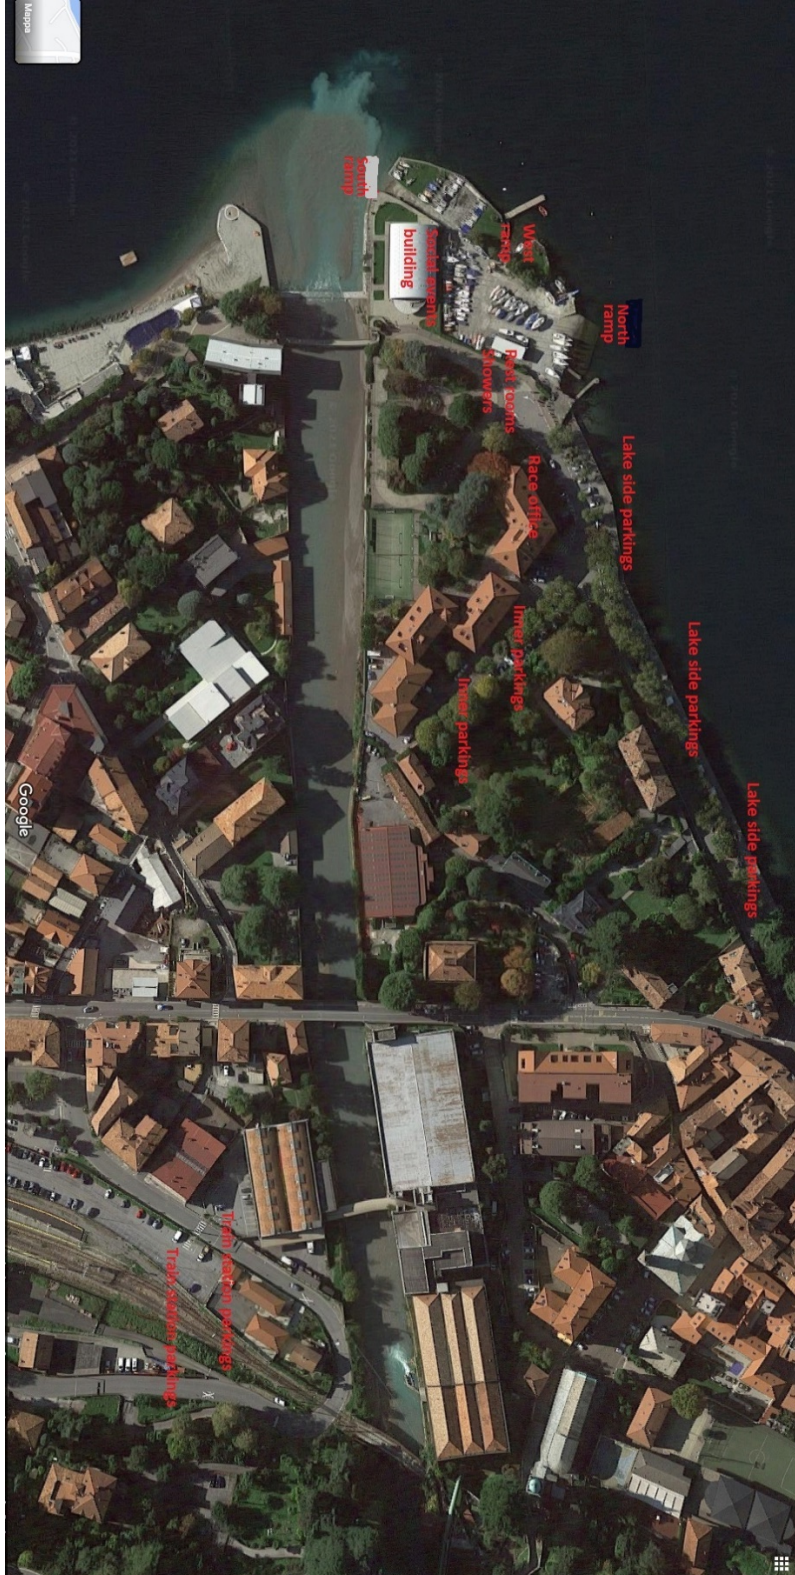 Lake side parkings
Lake side parkings
Lake side parkings
North
ramp
West
ramp
Race office
Inner parkings
Rest rooms
Showers
Inner parkings
Social events
building
South
ramp
Train station parkings
Train station parkings
Google
Mappa